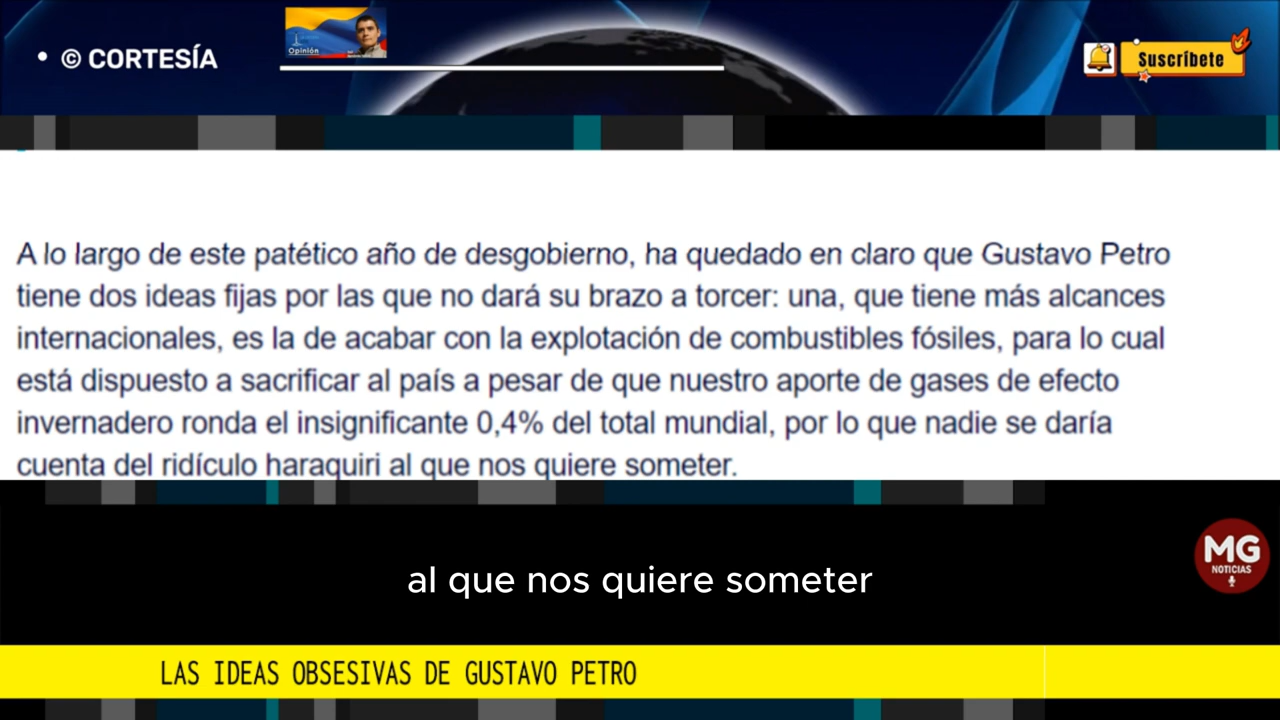 • © CORTESÍA
Opinión
Suscríbete
A lo largo de este patético año de desgobierno, ha quedado en claro que Gustavo Petro
tiene dos ideas fijas por las que no dará su brazo a torcer: una, que tiene más alcances
internacionales, es la de acabar con la explotación de combustibles fósiles, para lo cual
está dispuesto a sacrificar al país a pesar de que nuestro aporte de gases de efecto
invernadero ronda el insignificante 0,4% del total mundial, por lo que nadie se daría
cuenta del ridículo haraquiri al que nos quiere someter.
al que nos quiere someter
MG
NOTICIAS
LAS IDEAS OBSESIVAS DE GUSTAVO PETRO